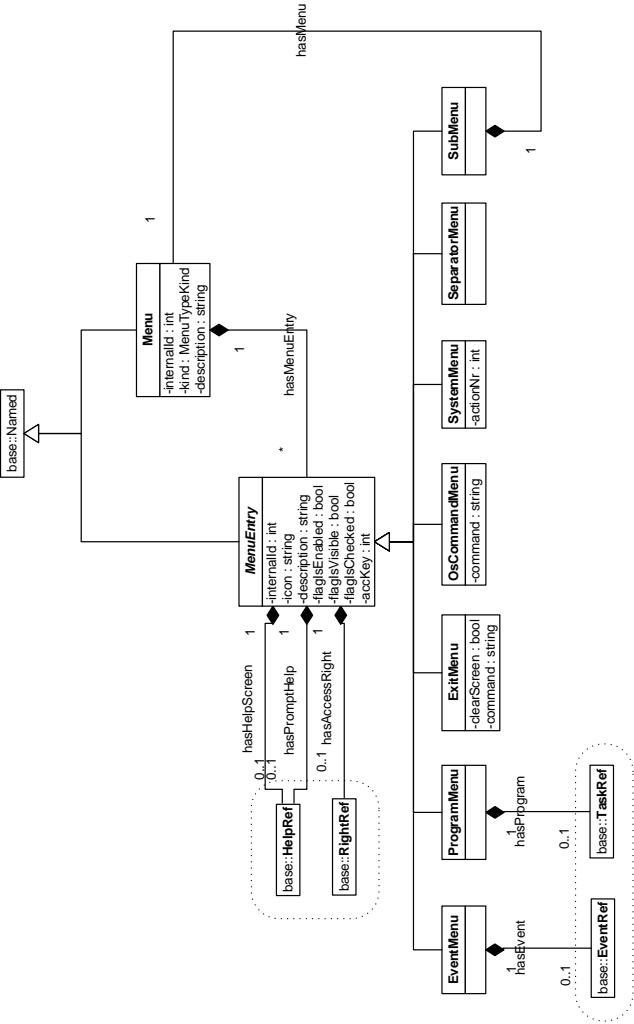 base::Named
Menu
-internalId : int
-kind : MenuTypeKind
-description : string
1
hasMenu
1
1
hasMenuEntry
*
MenuEntry
-internalId : int
-icon : string
-description : string
-flagIsEnabled : bool
-flagIsVisible : bool
-flagIsChecked : bool
-accKey : int
1
hasHelpScreen
0..1
1
hasPromptHelp
0..1
1
hasAccessRight
0..1
base::HelpRef
base::RightRef
EventMenu
ProgramMenu
ExitMenu
-clearScreen : bool
-command : string
OsCommandMenu
-command : string
SystemMenu
-actionNr : int
SeparatorMenu
SubMenu
1
hasEvent
0..1
1
hasProgram
0..1
base::EventRef
base::TaskRef